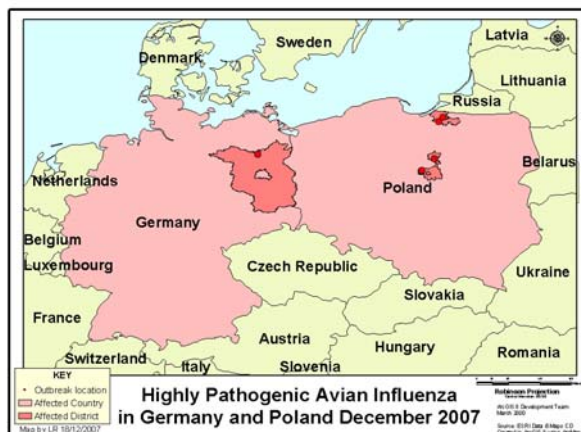 Latvia
Sweden
Denmark
Lithuania
Russia
Belarus
Netherlands
Poland
Germany
Belgium
Luxembourg
Czech Republic
Ukraine
Slovakia
France
Austria
Hungary
Switzerland
Italy
Slovenia
Romania
KEY
Outbreak location
Affected Country
Affected District
Map by LR 18/12/2007
Highly Pathogenic Avian Influenza
in Germany and Poland December 2007
Robinson Projection
March 2000